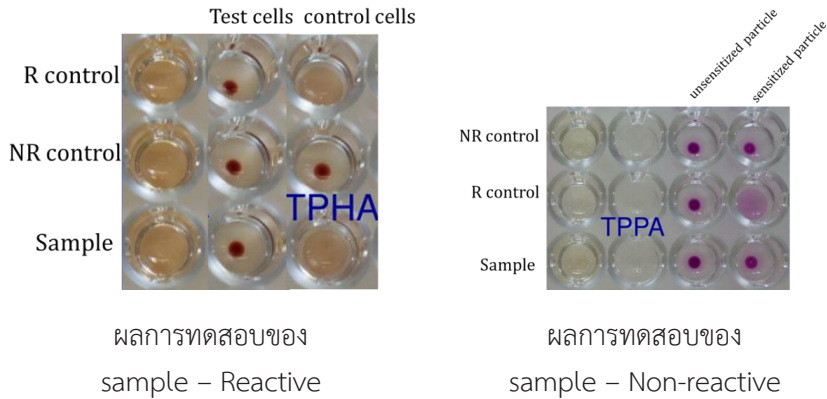 Test cells control cells
R control
NR control
TPHA
Sample
ผลการทดสอบของ
sample – Reactive
unsensitized particle
sensitized particle
NR control
R control
TPPA
Sample
ผลการทดสอบของ
sample – Non-reactive